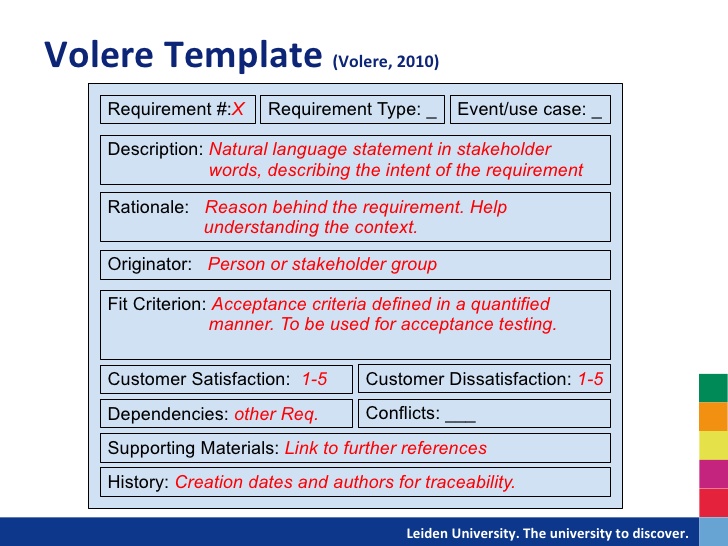 Volere Template (Volere, 2010)
Requirement #:X
Requirement Type: _
Event/use case: _
Description: Natural language statement in stakeholder
words, describing the intent of the requirement
Rationale: Reason behind the requirement. Help
understanding the context.
Originator: Person or stakeholder group
Fit Criterion: Acceptance criteria defined in a quantified
manner. To be used for acceptance testing.
Customer Satisfaction: 1-5
Customer Dissatisfaction: 1-5
Dependencies: other Req.
Conflicts: ___
Supporting Materials: Link to further references
History: Creation dates and authors for traceability.
Leiden University. The university to discover.